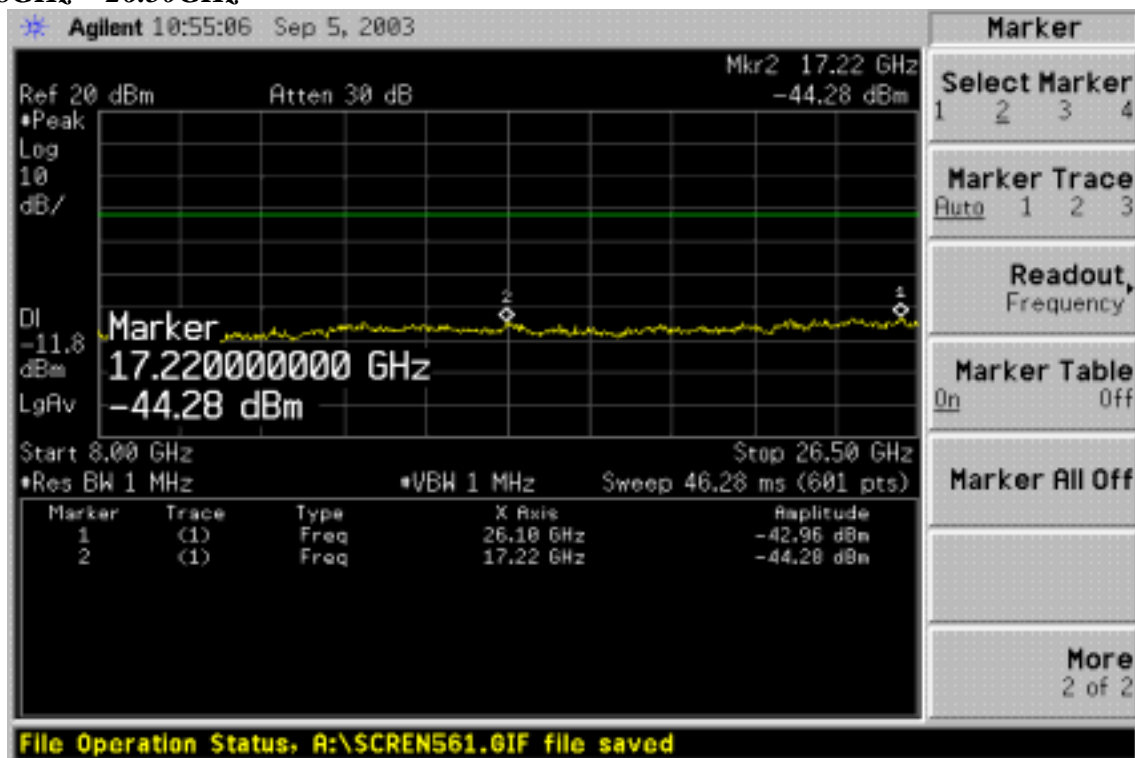 Agilent 10:55:06 Sep 5, 2003
Mkr2 17.22 GHz
Ref 20 dBm Atten 30 dB -44.28 dBm
#Peak
Log
10
dB/
2
1
DI
-11.8
dBm
LgAv
Marker
17.220000000 GHz
-44.28 dBm
Start 8.00 GHz Stop 26.50 GHz
#Res BW 1 MHz #VBW 1 MHz Sweep 46.28 ms (601 pts)
Marker Trace Type X Axis Amplitude
1 (1) Freq 26.10 GHz -42.96 dBm
2 (1) Freq 17.22 GHz -44.28 dBm
File Operation Status, A:\SCREN561.GIF file saved
Marker
Select Marker
1 2 3 4
Marker Trace
Auto 1 2 3
Readout
Frequency
Marker Table
On Off
Marker All Off
More
2 of 2